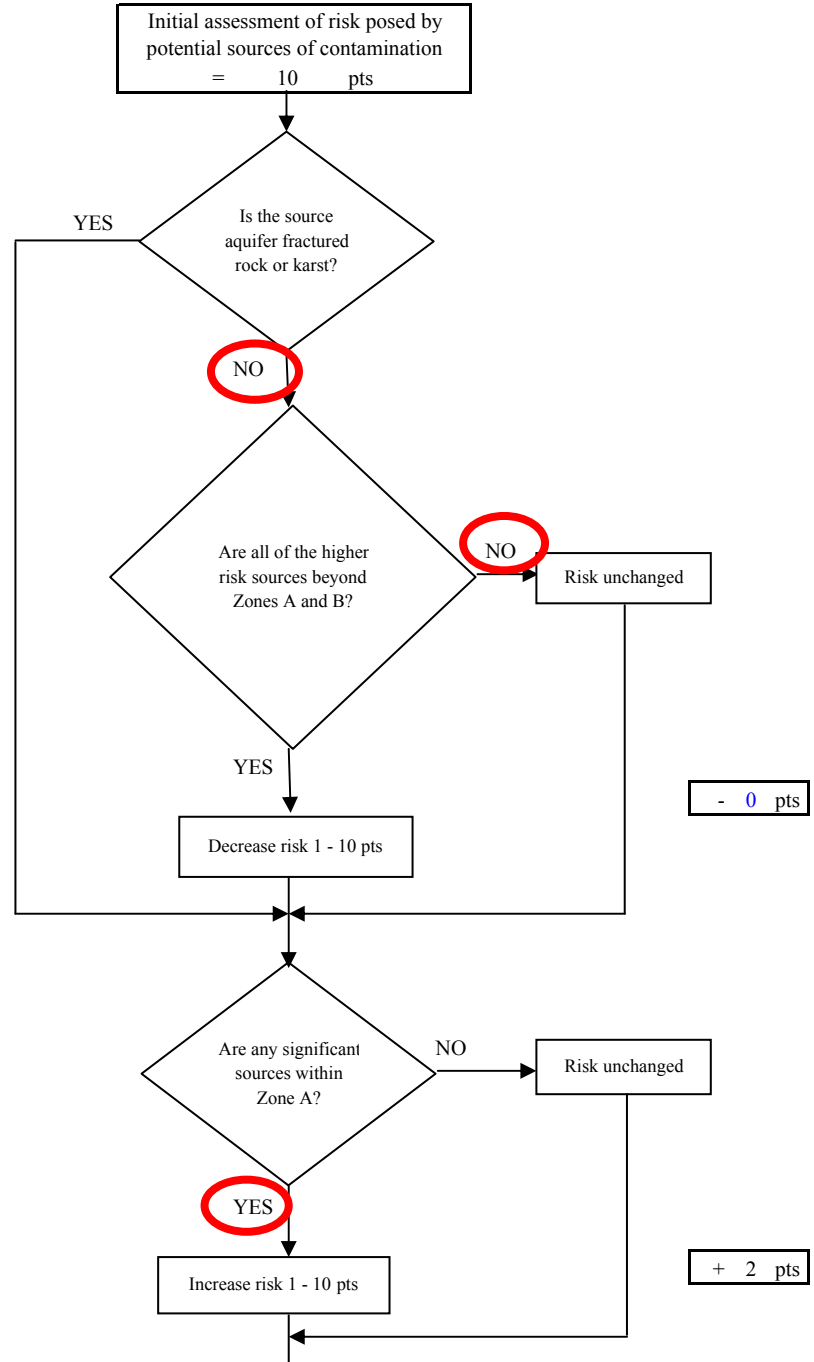 Initial assessment of risk posed by
potential sources of contamination
= 10 pts
YES
Is the source
aquifer fractured
rock or karst?
NO
Are all of the higher
risk sources beyond
Zones A and B?
NO
Risk unchanged
YES
- 0 pts
Decrease risk 1 - 10 pts
Are any significant
sources within
Zone A?
NO
Risk unchanged
YES
+ 2 pts
Increase risk 1 - 10 pts